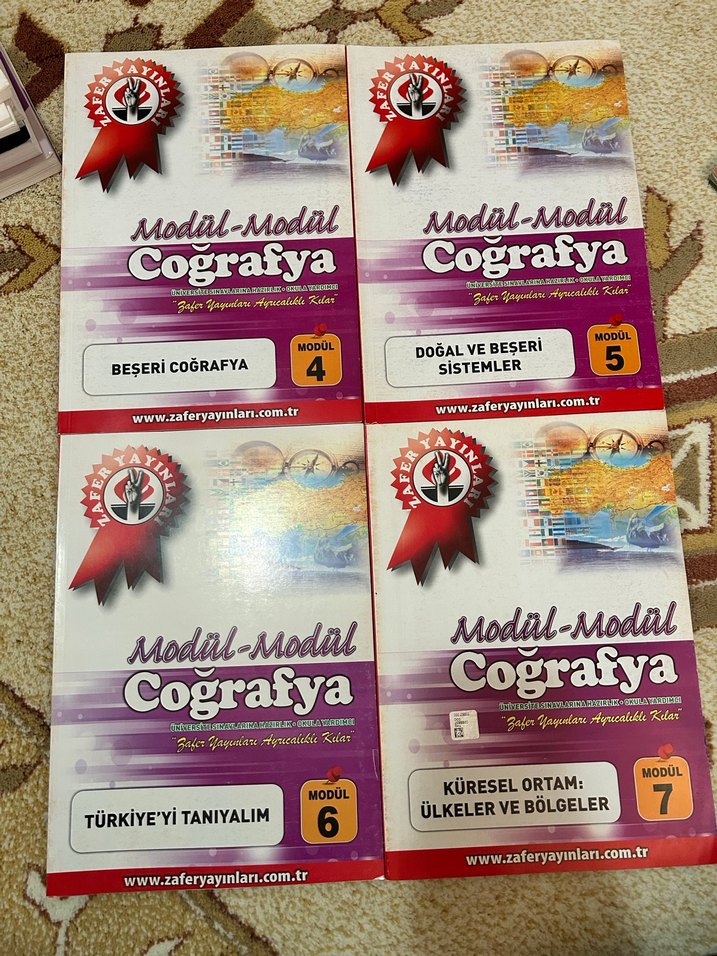 ZAFER YAYINLARI
Modül-Modül
Coğrafya
ÜNİVERSİTE SINAVLARINA HAZIRLIK • OKULA YARDIMCI
"Zafer Yayınları Ayrıcalıklı Kılar"
BEŞERİ COĞRAFYA
MODÜL
4
www.zaferyayınları.com.tr
ZAFER YAYINLARI
Modül-Modül
Coğrafya
ÜNİVERSİTE SINAVLARINA HAZIRLIK • OKULA YARDIMCI
"Zafer Yayınları Ayrıcalıklı Kılar"
DOĞAL VE BEŞERİ
SİSTEMLER
MODÜL
5
www.zaferyayınları.com.tr
ZAFER YAYINLARI
Modül-Modül
Coğrafya
ÜNİVERSİTE SINAVLARINA HAZIRLIK • OKULA YARDIMCI
"Zafer Yayınları Ayrıcalıklı Kılar"
TÜRKİYE'Yİ TANIYALIM
MODÜL
6
www.zaferyayınları.com.tr
ZAFER YAYINLARI
Modül-Modül
Coğrafya
ÜNİVERSİTE SINAVLARINA HAZIRLIK • OKULA YARDIMCI
"Zafer Yayınları Ayrıcalıklı Kılar"
KÜRESEL ORTAM:
ÜLKELER VE BÖLGELER
MODÜL
7
www.zaferyayınları.com.tr